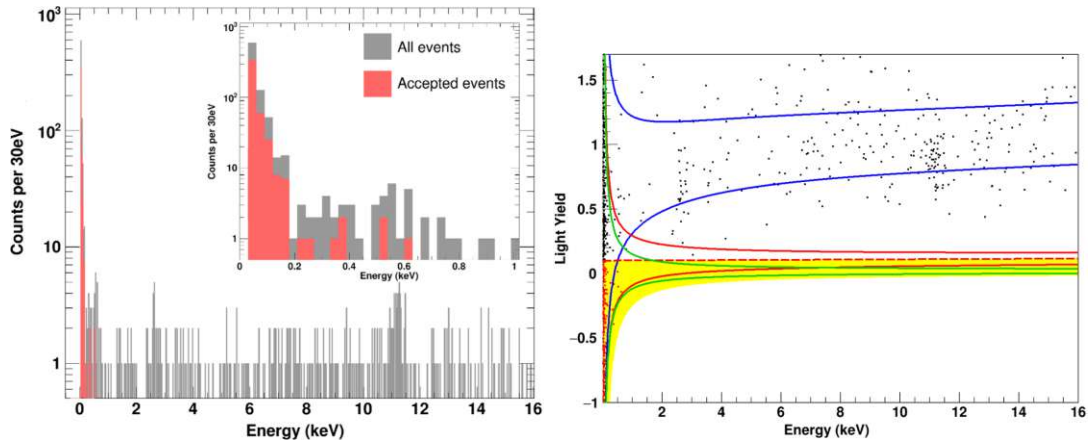 Counts per 30eV
10³
10²
10
1
0 2 4 6 8 10 12 14 16
Energy (keV)
Counts per 30eV
10³
10²
10
1
All events
Accepted events
0 0.2 0.4 0.6 0.8 1
Energy (keV)
Light Yield
1.5
1
0.5
0
−0.5
−1
2 4 6 8 10 12 14 16
Energy (keV)